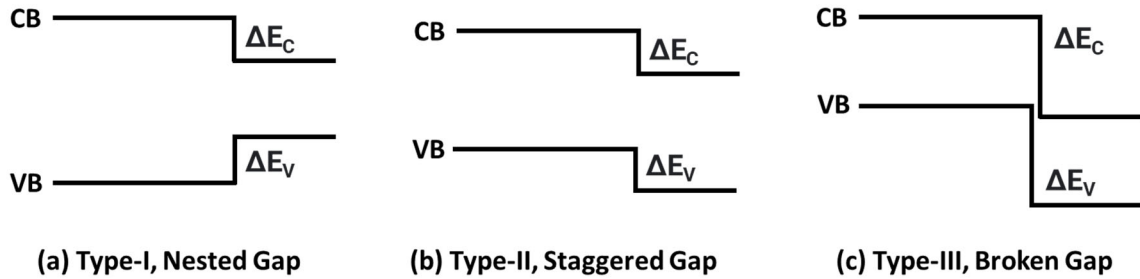 CB
ΔEC
VB
ΔEV
(a) Type-I, Nested Gap
CB
ΔEC
VB
ΔEV
(b) Type-II, Staggered Gap
CB
ΔEC
VB
ΔEV
(c) Type-III, Broken Gap